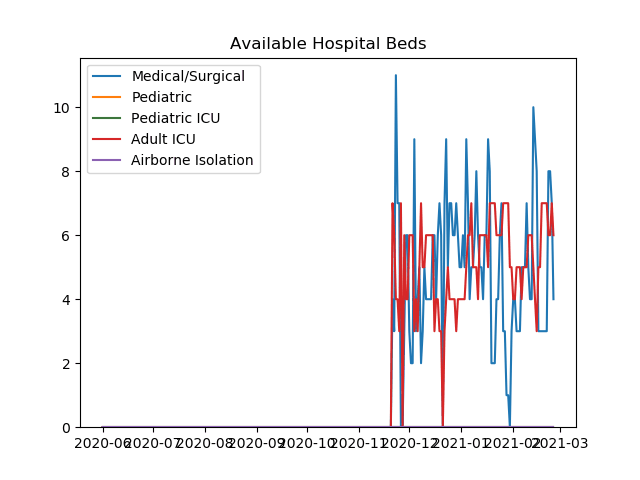 Available Hospital Beds
Medical/Surgical
Pediatric
Pediatric ICU
Adult ICU
Airborne Isolation
10
8
6
4
2
0
2020-06 2020-07 2020-08 2020-09 2020-10 2020-11 2020-12 2021-01 2021-02 2021-03